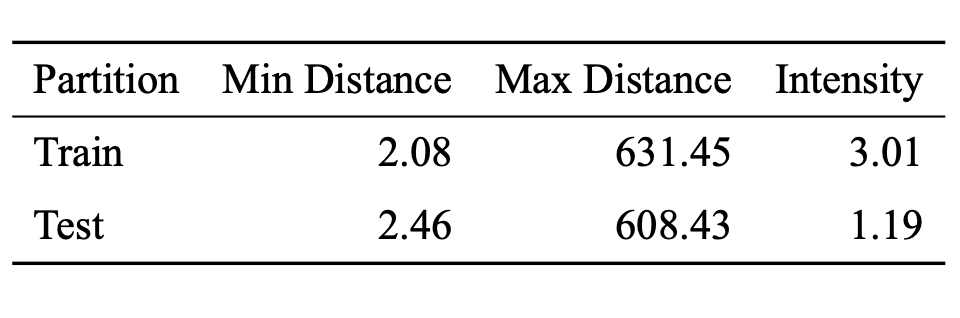 Partition Min Distance Max Distance Intensity
Train 2.08 631.45 3.01
Test 2.46 608.43 1.19